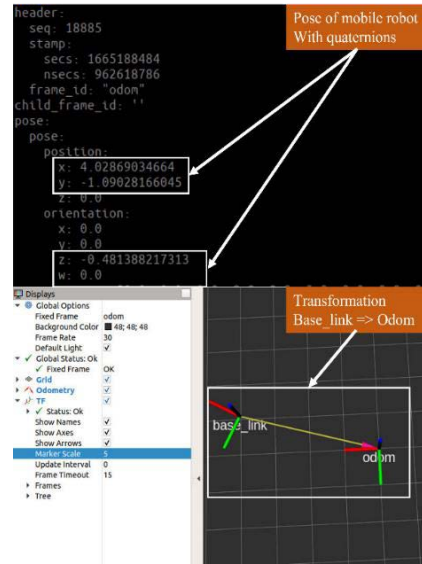 header:
seq: 18885
stamp:
secs: 1665188484
nsecs: 962618786
frame_id: "odom"
child_frame_id: ''
pose:
pose:
position:
x: 4.02869034664
y: -1.09028166045
z: 0.0
orientation:
x: 0.0
y: 0.0
z: -0.481388217313
w: 0.0
Pose of mobile robot
With quaternions
Displays
Global Options
Fixed Frame odom
Background Color 48; 48; 48
Frame Rate 30
Default Light ✓
Global Status: Ok
Fixed Frame OK
Grid
Odometry
TF
Status: Ok
Show Names
Show Axes
Show Arrows
Marker Scale 5
Update Interval 0
Frame Timeout 15
Frames
Tree
Transformation
Base_link => Odom
base_link
odom